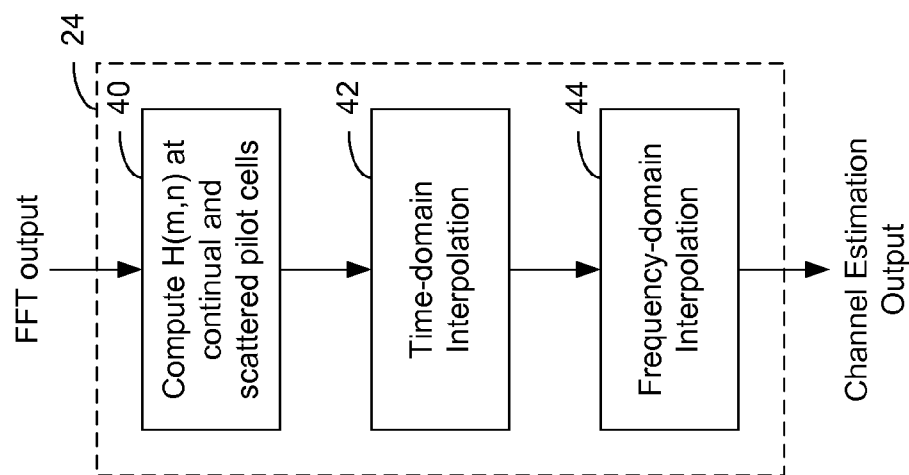 FFT output
24
40
Compute H(m,n) at
continual and
scattered pilot cells
42
Time-domain
Interpolation
44
Frequency-domain
Interpolation
Channel Estimation
Output